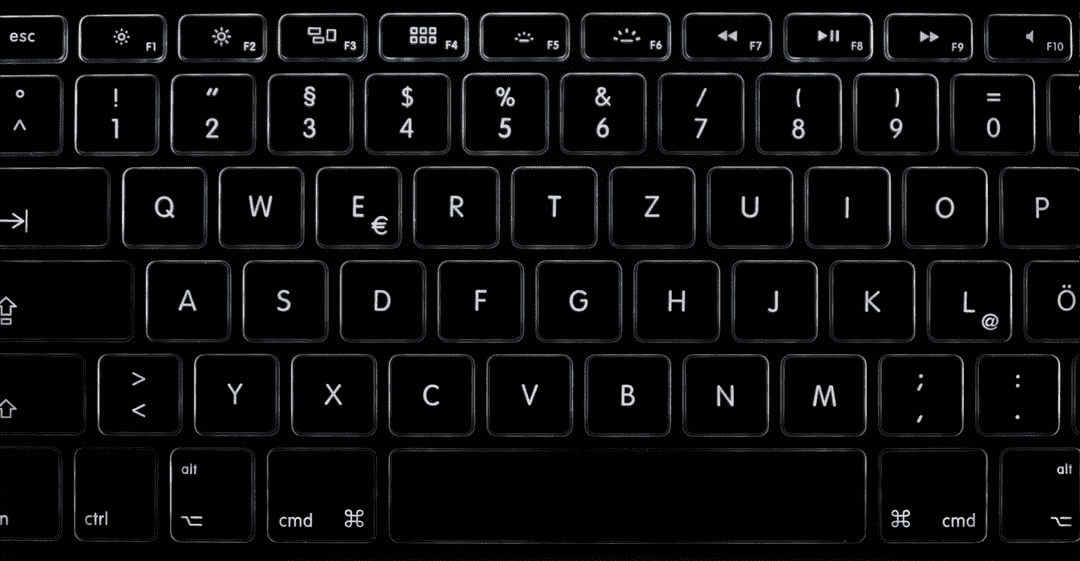 esc F1 F2 F3 F4 F5 F6 F7 F8 F9 F10
° ! " § $ % & / ( ) =
^ 1 2 3 4 5 6 7 8 9 0
Q W E € R T Z U I O P
A S D F G H J K L @ Ö
> ; :
< Y X C V B N M , .
alt alt
n ctrl ⌥ cmd ⌘ ⌘ cmd ⌥